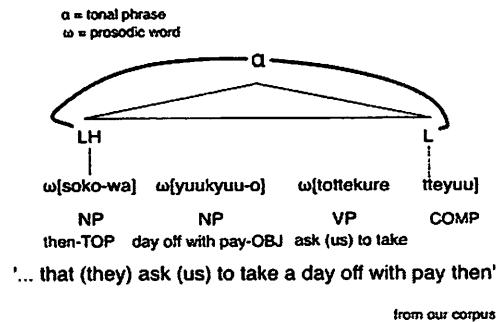 α = tonal phrase
ω = prosodic word
α
LH L
ω[soko-wa] ω[yuukyuu-o] ω[tottekure tteyuu]
NP NP VP COMP
then-TOP day off with pay-OBJ ask (us) to take
'... that (they) ask (us) to take a day off with pay then'
from our corpus